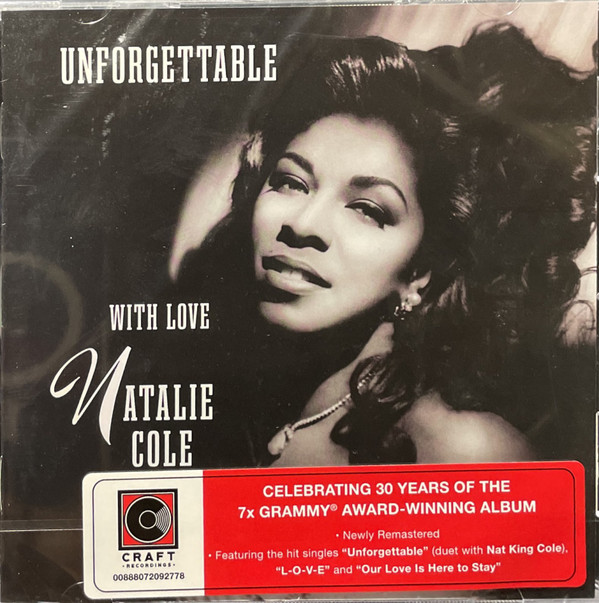 UNFORGETTABLE
WITH LOVE
NATALIE
COLE
CELEBRATING 30 YEARS OF THE
7x GRAMMY® AWARD-WINNING ALBUM
• Newly Remastered
• Featuring the hit singles “Unforgettable” (duet with Nat King Cole),
“L-O-V-E” and “Our Love Is Here to Stay”
CRAFT
• RECORDINGS •
00888072092778